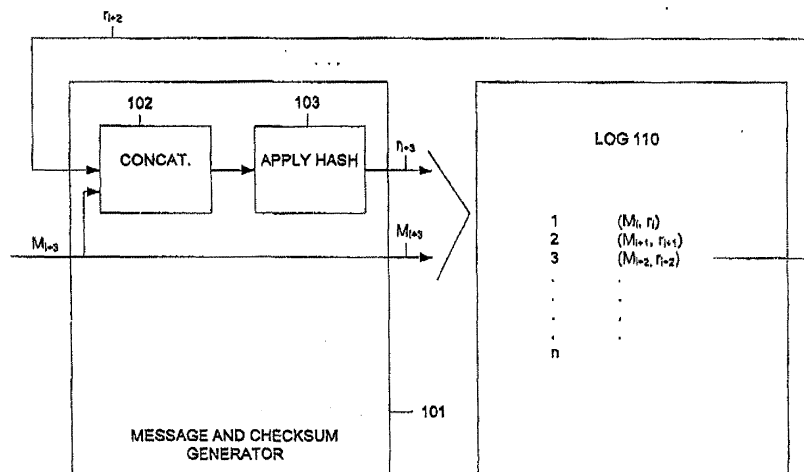 ri+2
. . .
102
103
CONCAT.
APPLY HASH
ri+3
Mi+3
Mi+3
LOG 110
1 (Mi, ri)
2 (Mi+1, ri+1)
3 (Mi+2, ri+2)
. .
. .
. .
. .
n
101
MESSAGE AND CHECKSUM
GENERATOR